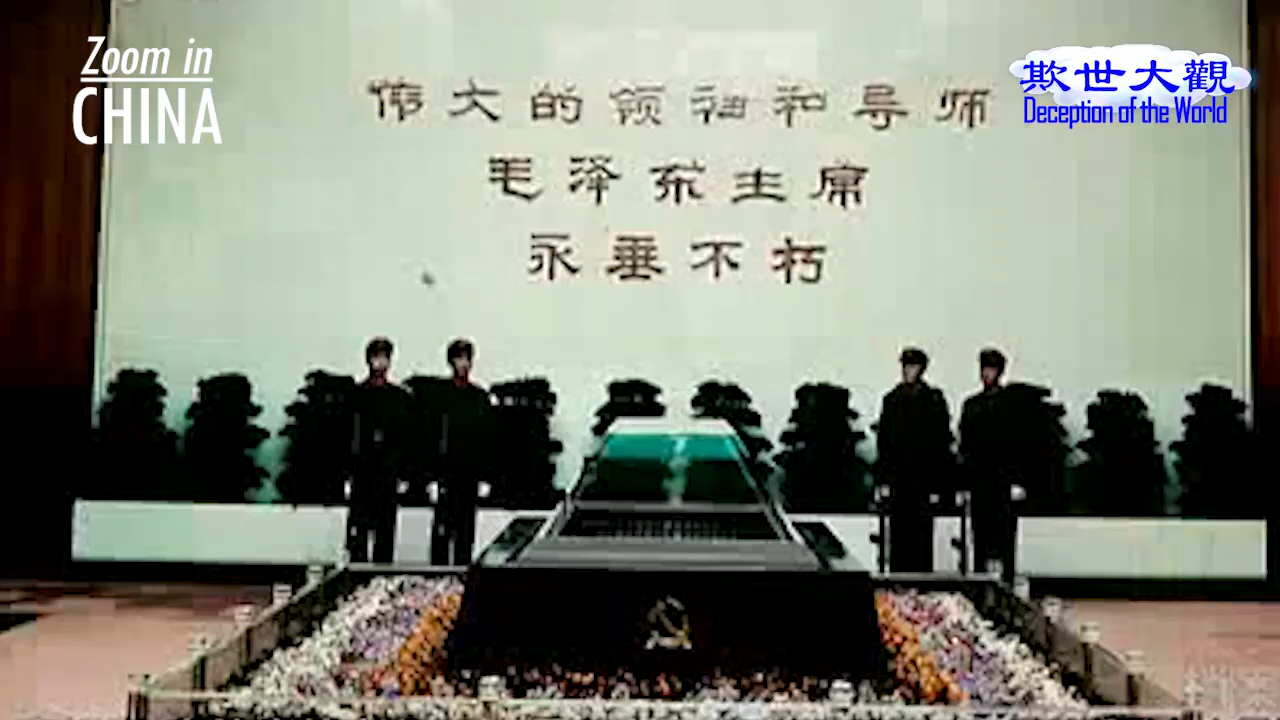 Zoom in
CHINA
欺世大觀
Deception of the World
伟大的领袖和导师
毛泽东主席
永垂不朽